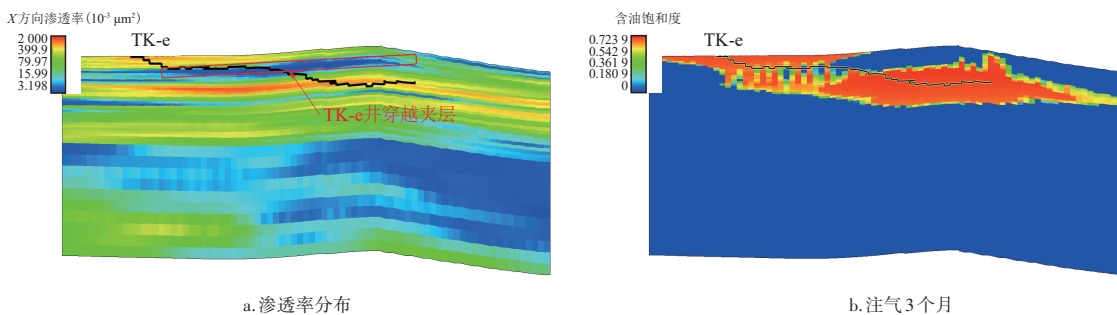 X方向渗透率(10⁻³ μm²)
2 000
399.9
79.97
15.99
3.198
TK-e
TK-e井穿越夹层
a.渗透率分布
含油饱和度
0.723 9
0.542 9
0.361 9
0.180 9
0
TK-e
b.注气3个月